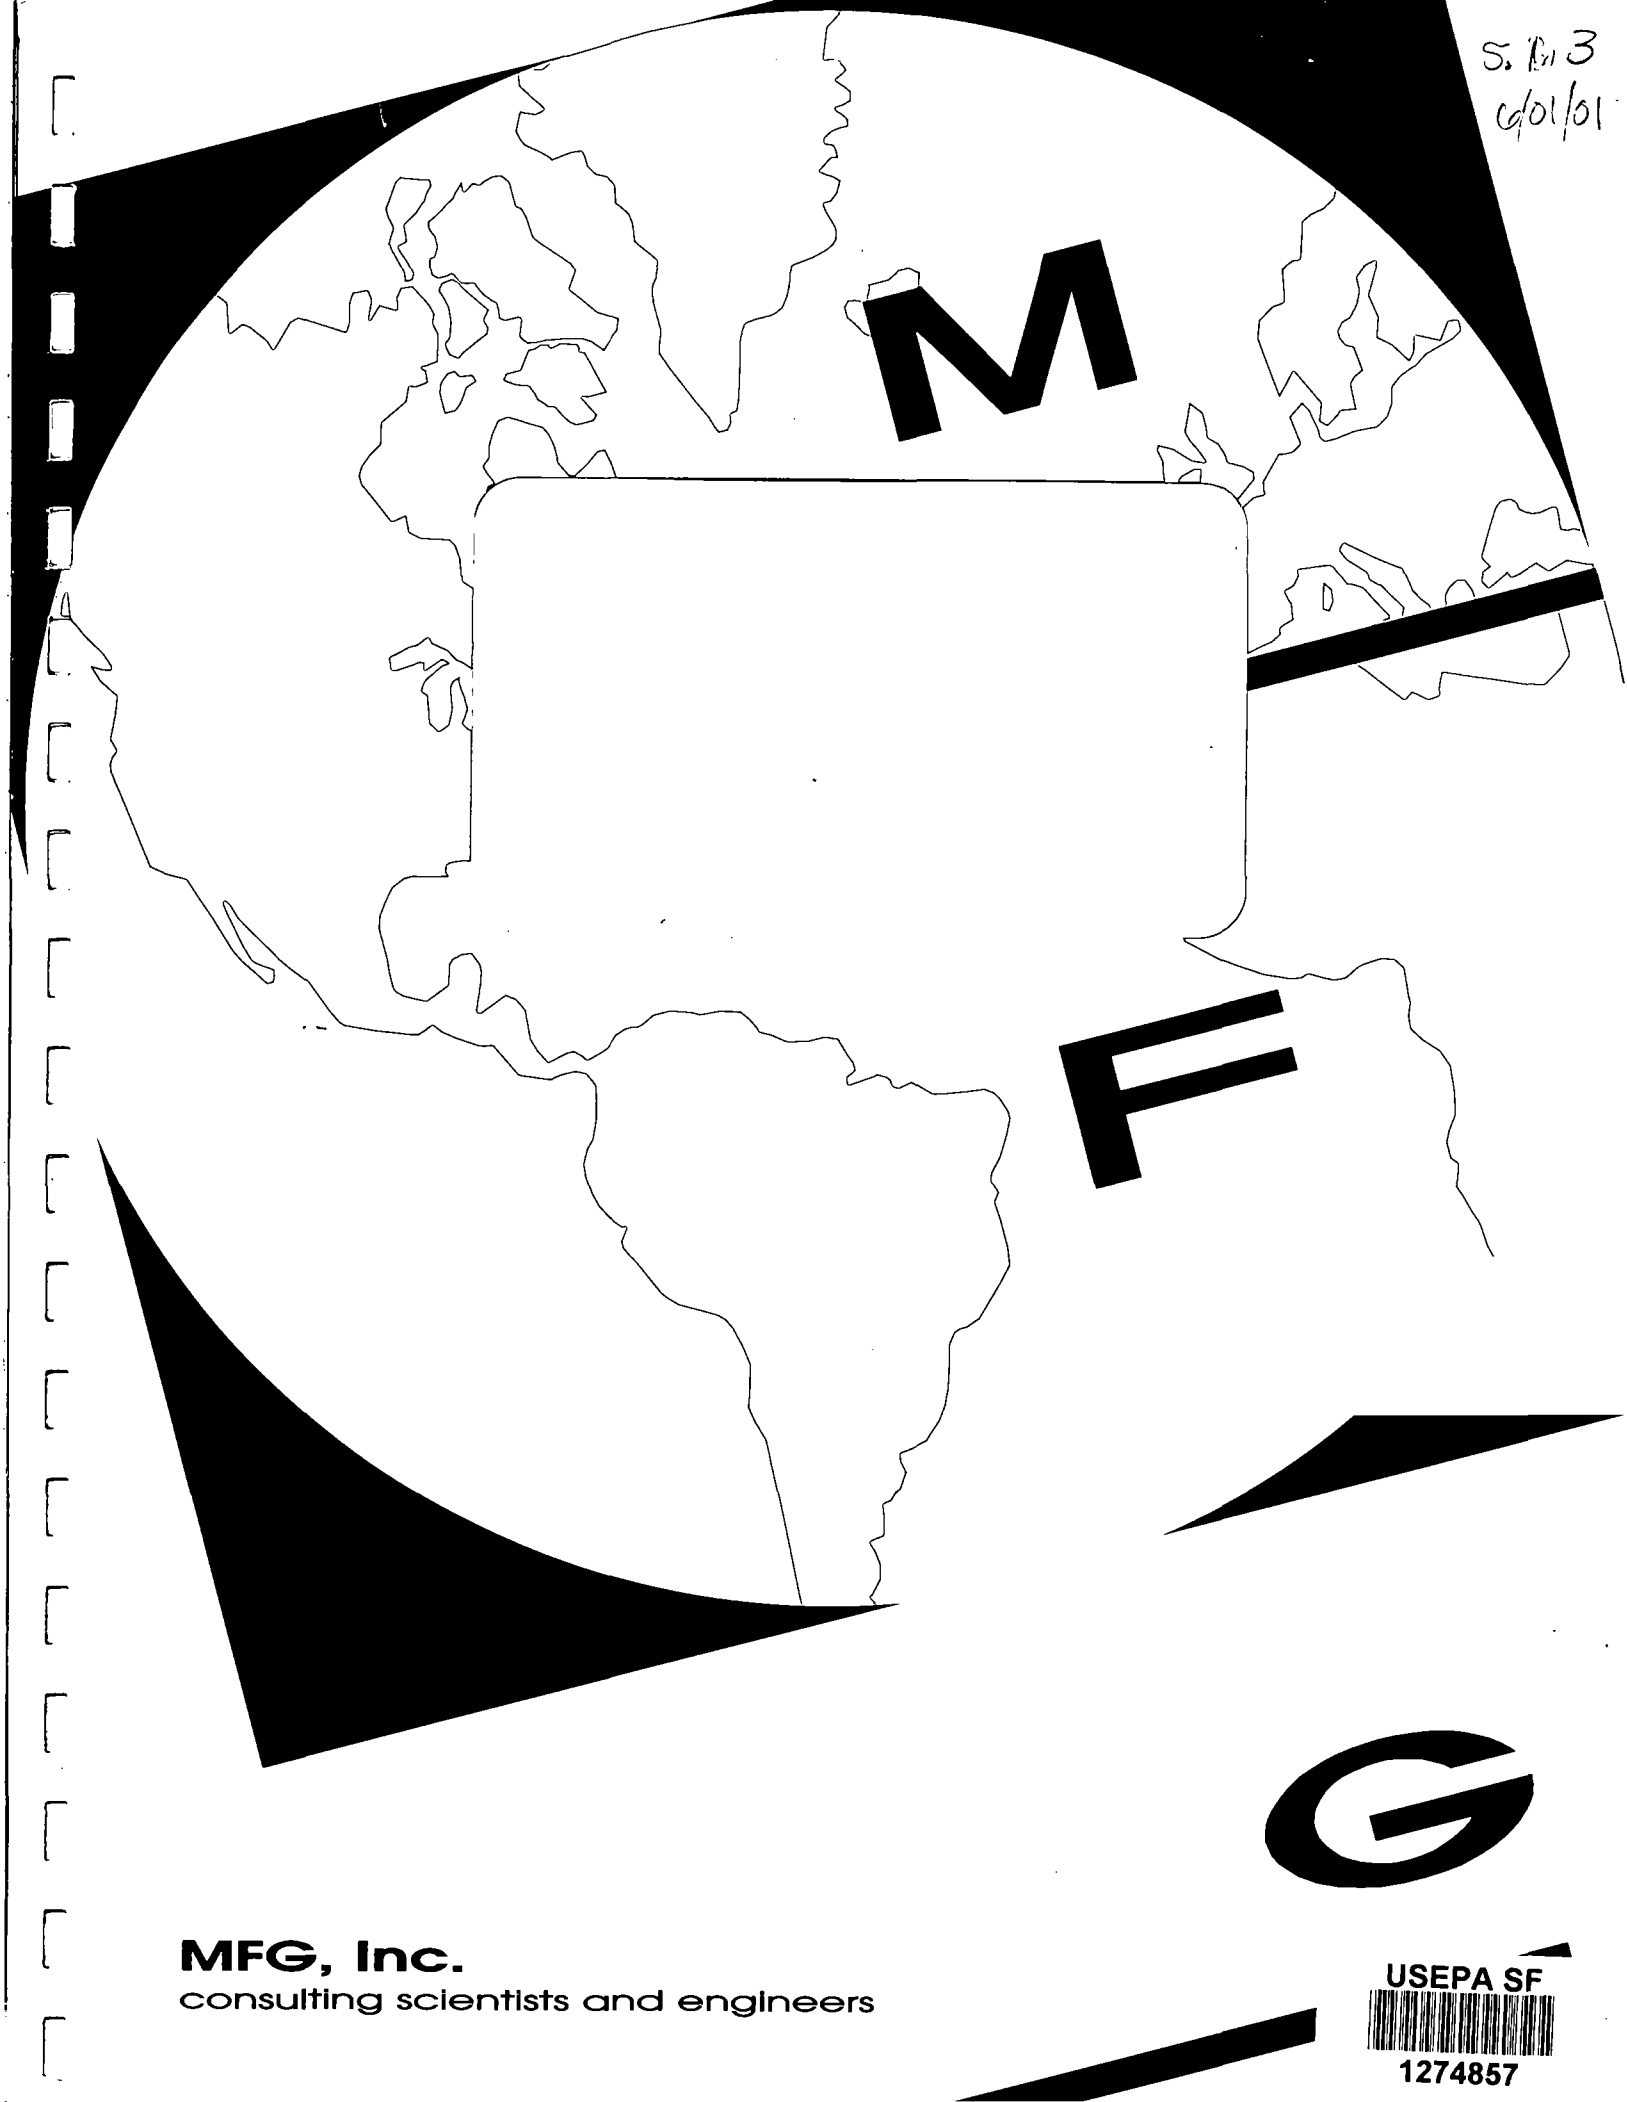 3
6/01/01
M
F
G
MFG, Inc.
consulting scientists and engineers
USEPA SF
1274857